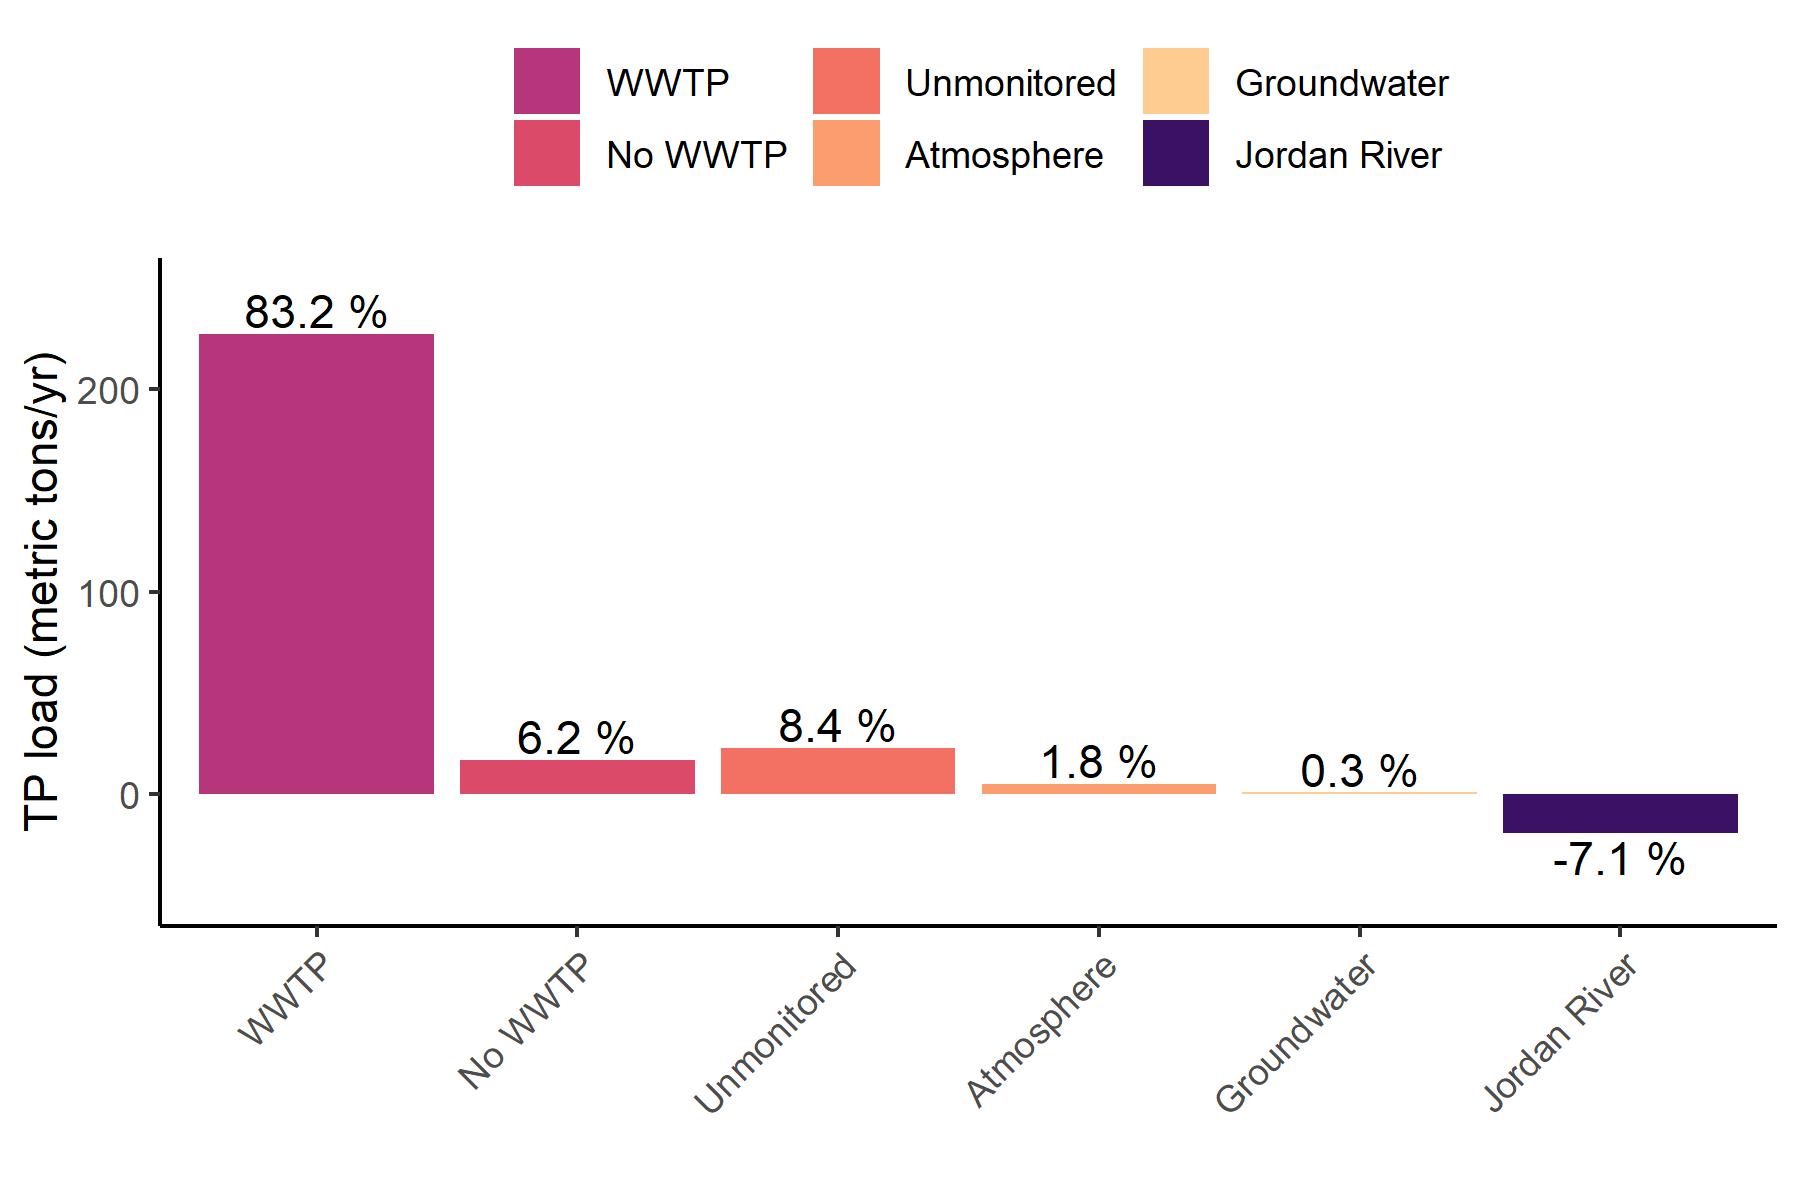 WWTP
Unmonitored
Groundwater
No WWTP
Atmosphere
Jordan River
TP load (metric tons/yr)
200
100
0
83.2 %
6.2 %
8.4 %
1.8 %
0.3 %
-7.1 %
WWTP
No WWTP
Unmonitored
Atmosphere
Groundwater
Jordan River